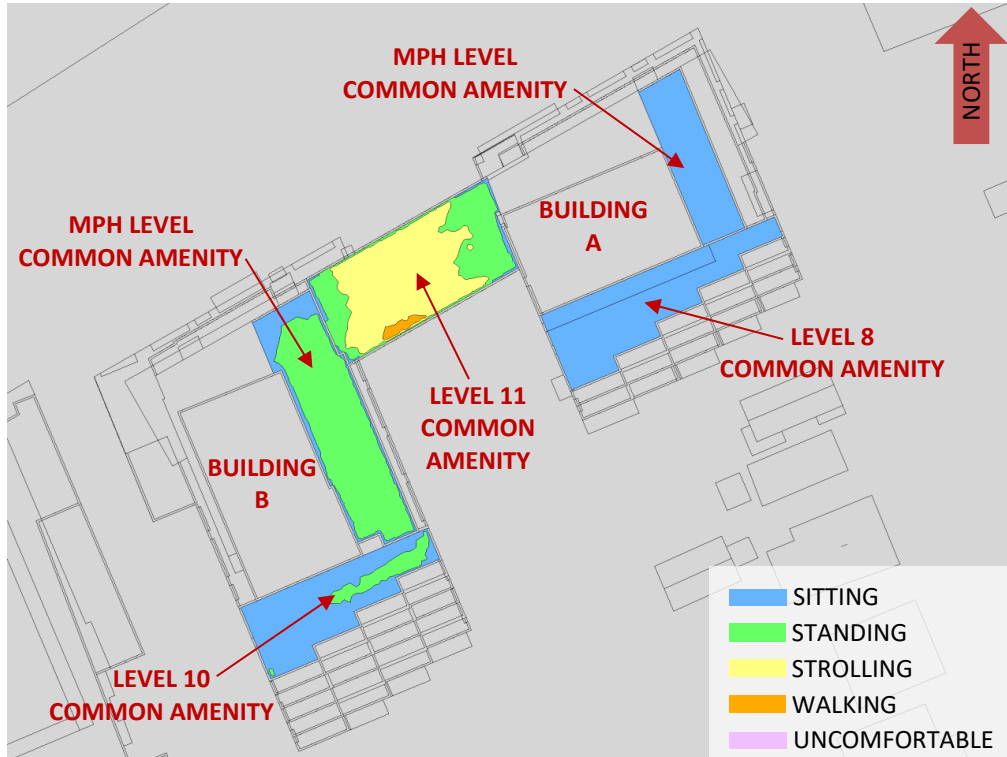 MPH LEVEL
COMMON AMENITY
NORTH
MPH LEVEL
COMMON AMENITY
BUILDING
A
LEVEL 8
COMMON AMENITY
LEVEL 11
COMMON
AMENITY
BUILDING
B
LEVEL 10
COMMON AMENITY
SITTING
STANDING
STROLLING
WALKING
UNCOMFORTABLE